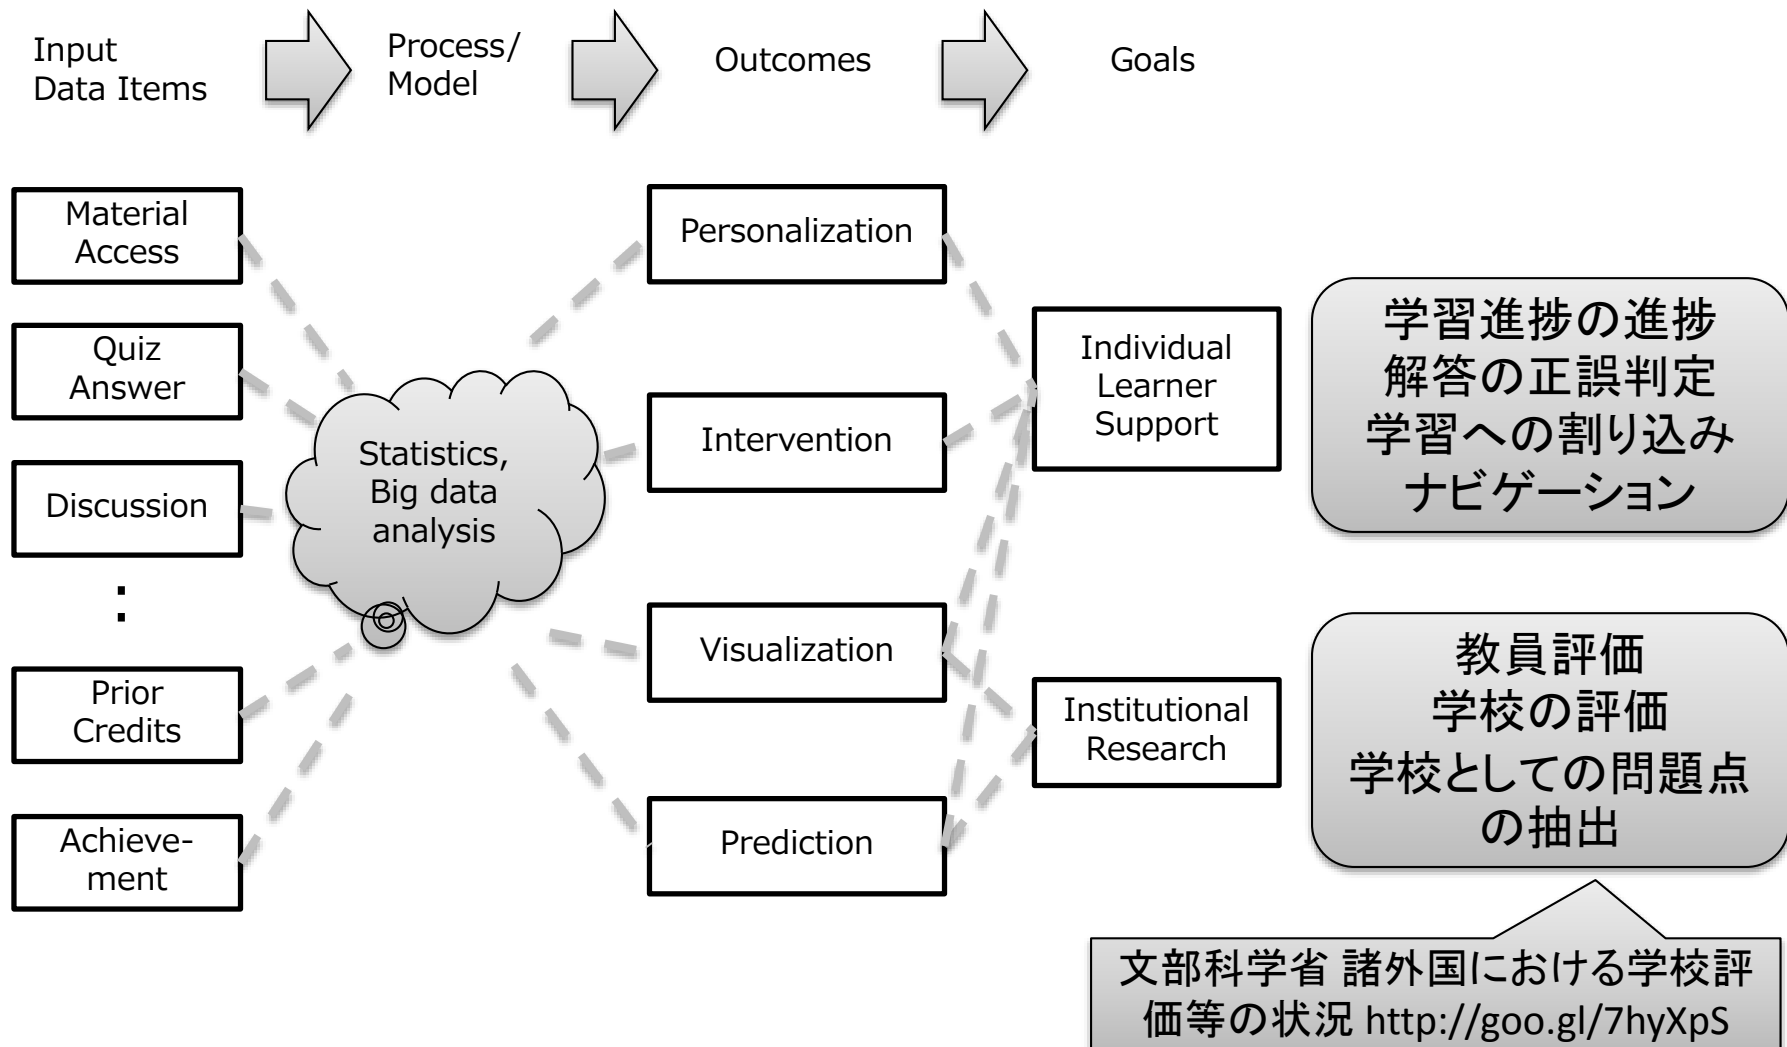 Input
Data Items
Process/
Model
Outcomes
Goals
Material
Access
Quiz
Answer
Discussion
:
Prior
Credits
Achieve-
ment
Statistics,
Big data
analysis
Personalization
Intervention
Visualization
Prediction
Individual
Learner
Support
Institutional
Research
学習進捗の進捗
解答の正誤判定
学習への割り込み
ナビゲーション
教員評価
学校の評価
学校としての問題点
の抽出
文部科学省 諸外国における学校評
価等の状況 http://goo.gl/7hyXpS